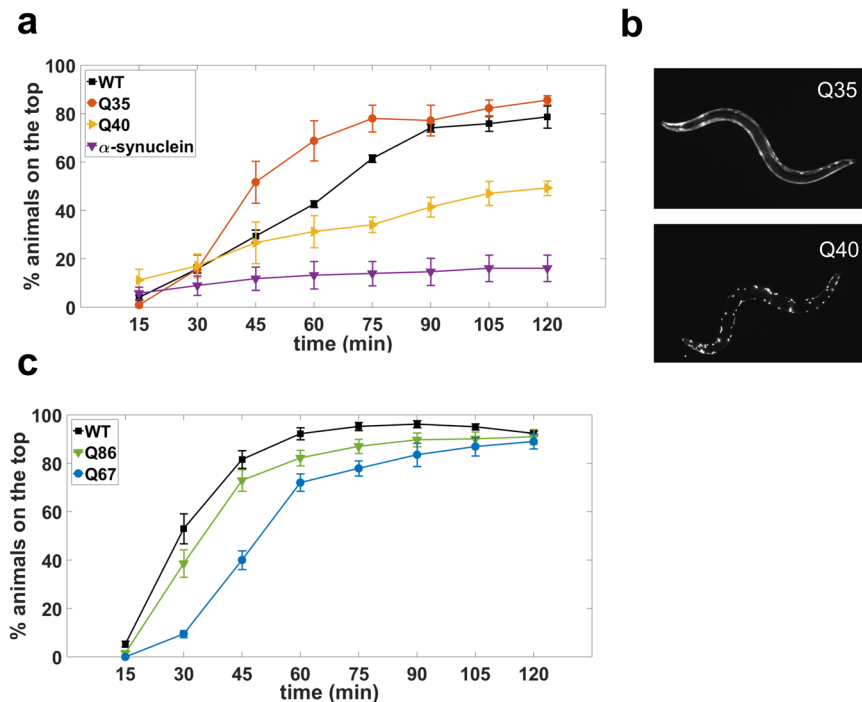 a
% animals on the top
100
80
60
40
20
0
WT
Q35
Q40
α-synuclein
15 30 45 60 75 90 105 120
time (min)
b
Q35
Q40
c
% animals on the top
100
80
60
40
20
0
WT
Q86
Q67
15 30 45 60 75 90 105 120
time (min)